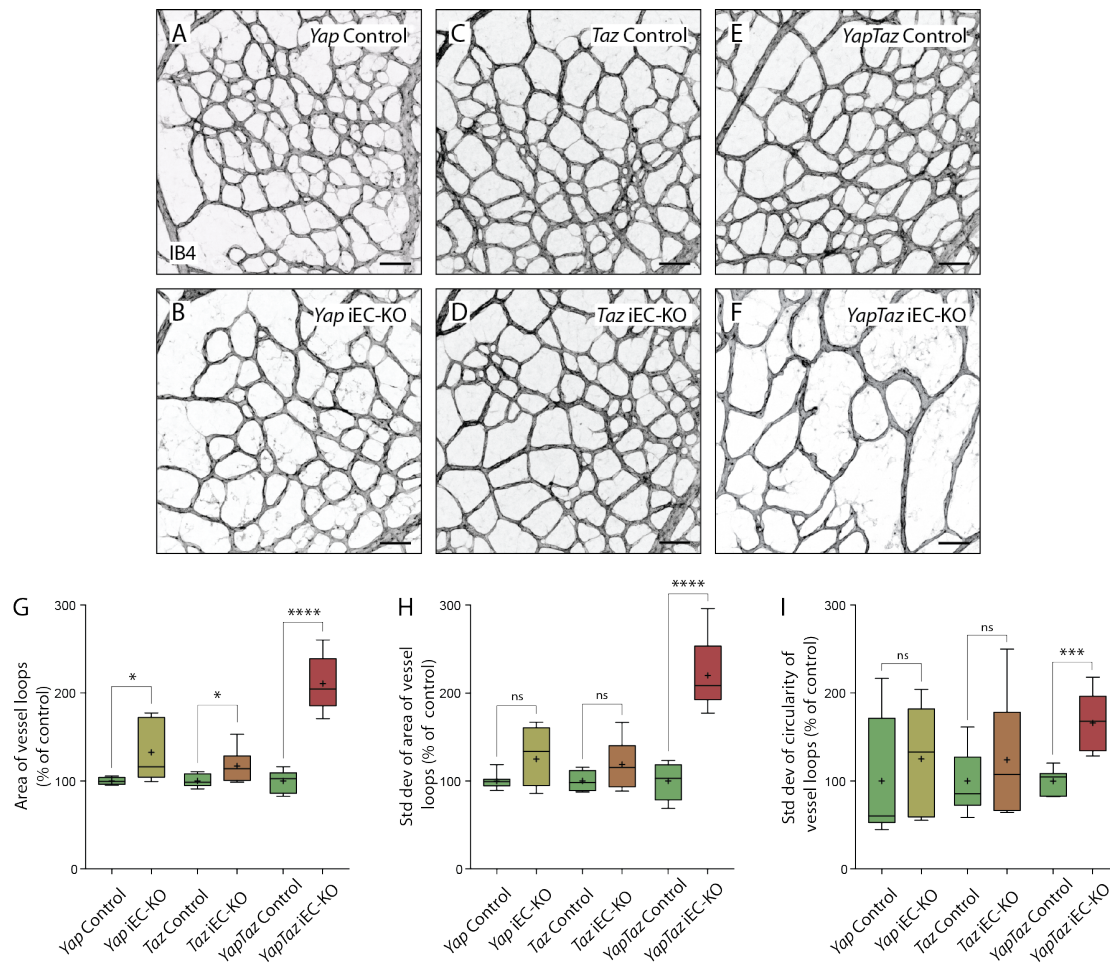 A
Yap Control
IB4
C
Taz Control
E
YapTaz Control
B
Yap iEC-KO
D
Taz iEC-KO
F
YapTaz iEC-KO
G
Area of vessel loops
(% of control)
300
200
100
0
*
*
****
Yap Control
Yap iEC-KO
Taz Control
Taz iEC-KO
YapTaz Control
YapTaz iEC-KO
H
Std dev of area of vessel
loops (% of control)
300
200
100
0
ns
ns
****
Yap Control
Yap iEC-KO
Taz Control
Taz iEC-KO
YapTaz Control
YapTaz iEC-KO
I
Std dev of circularity of
vessel loops (% of control)
300
200
100
0
ns
ns
***
Yap Control
Yap iEC-KO
Taz Control
Taz iEC-KO
YapTaz Control
YapTaz iEC-KO